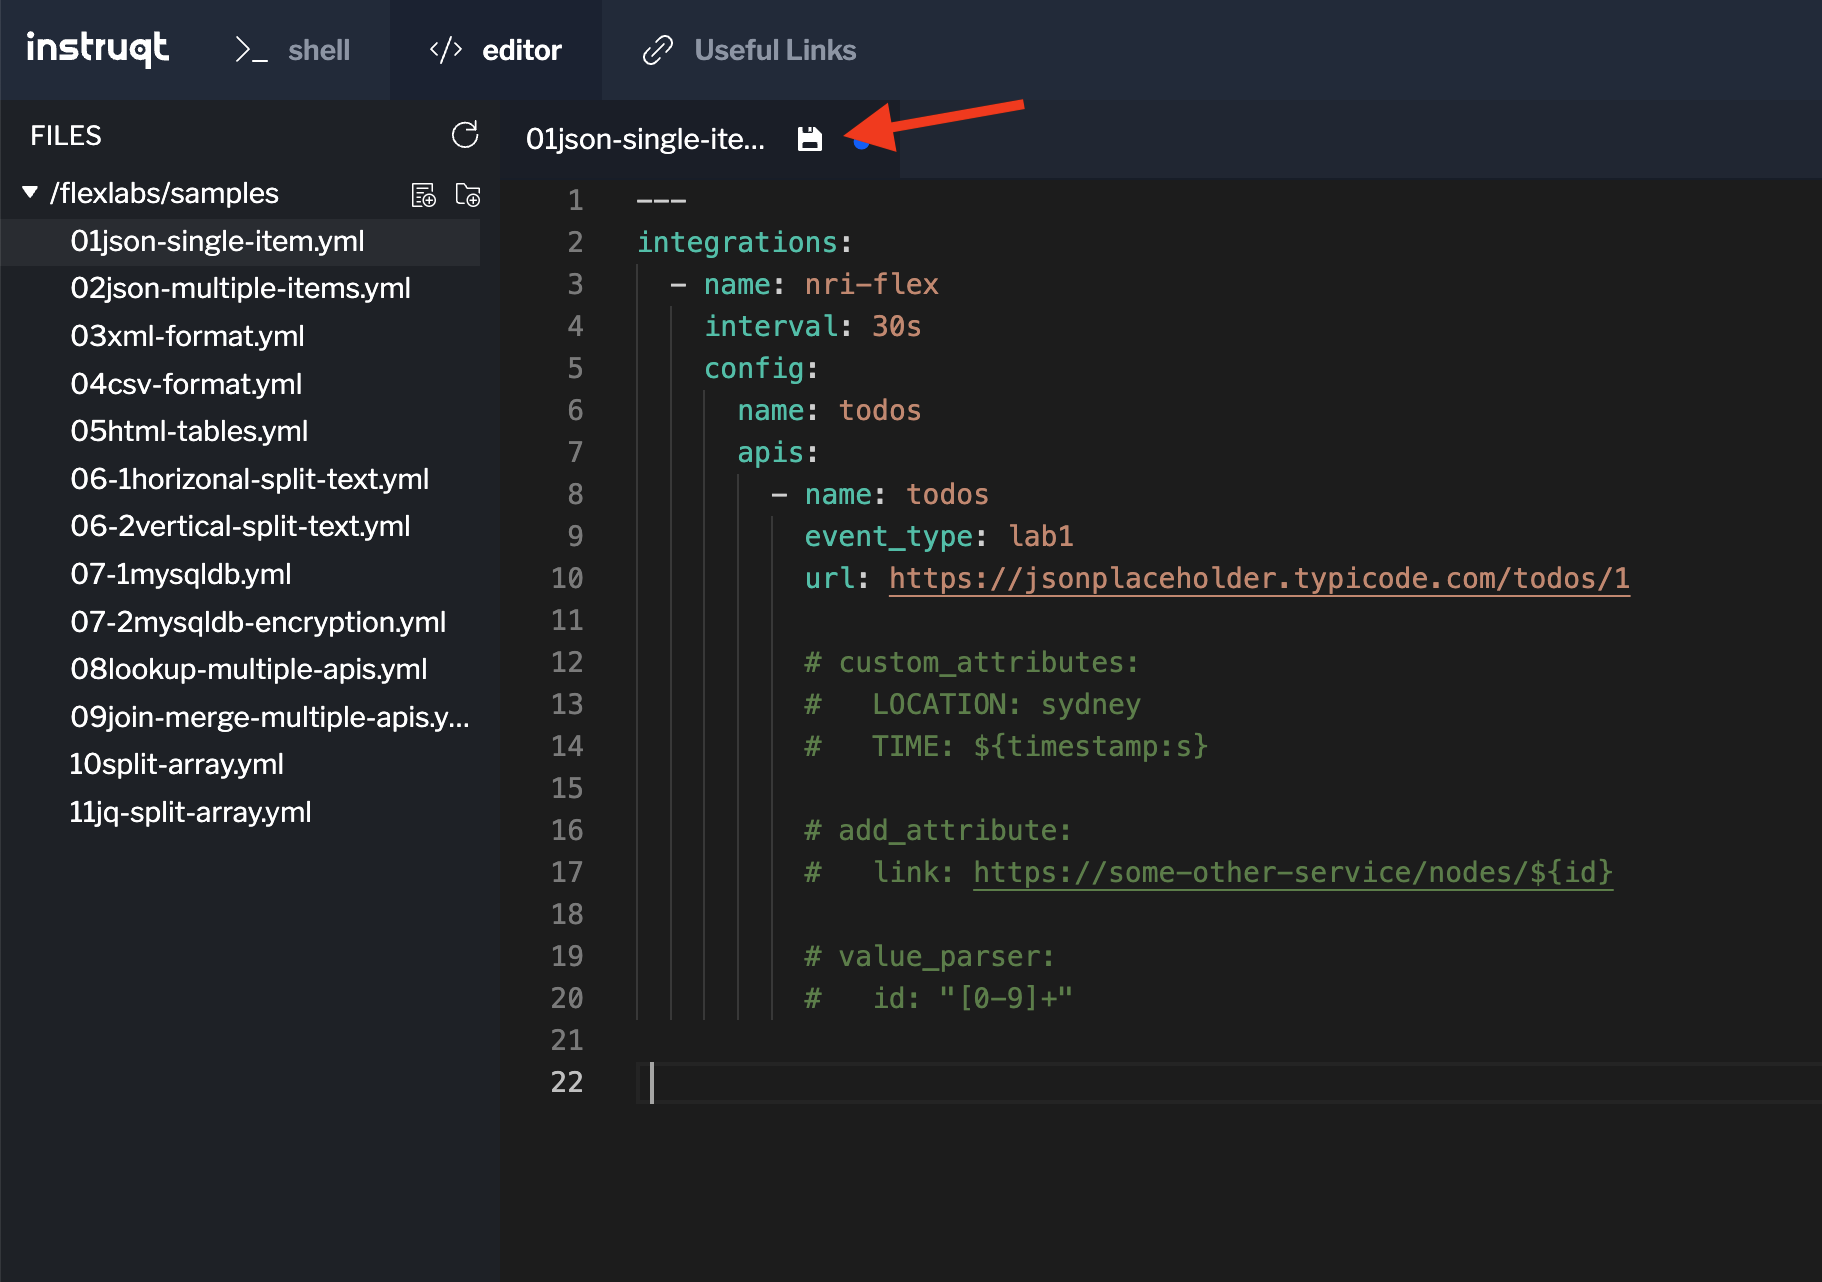 instruqt
>_ shell
</> editor
Useful Links
FILES
/flexlabs/samples
01json-single-item.yml
02json-multiple-items.yml
03xml-format.yml
04csv-format.yml
05html-tables.yml
06-1horizonal-split-text.yml
06-2vertical-split-text.yml
07-1mysqldb.yml
07-2mysqldb-encryption.yml
08lookup-multiple-apis.yml
09join-merge-multiple-apis.y...
10split-array.yml
11jq-split-array.yml
01json-single-ite...
1 ---
2 integrations:
3   - name: nri-flex
4     interval: 30s
5     config:
6       name: todos
7       apis:
8         - name: todos
9           event_type: lab1
10           url: https://jsonplaceholder.typicode.com/todos/1
11
12           # custom_attributes:
13           #   LOCATION: sydney
14           #   TIME: ${timestamp:s}
15
16           # add_attribute:
17           #   link: https://some-other-service/nodes/${id}
18
19           # value_parser:
20           #   id: "[0-9]+"
21
22